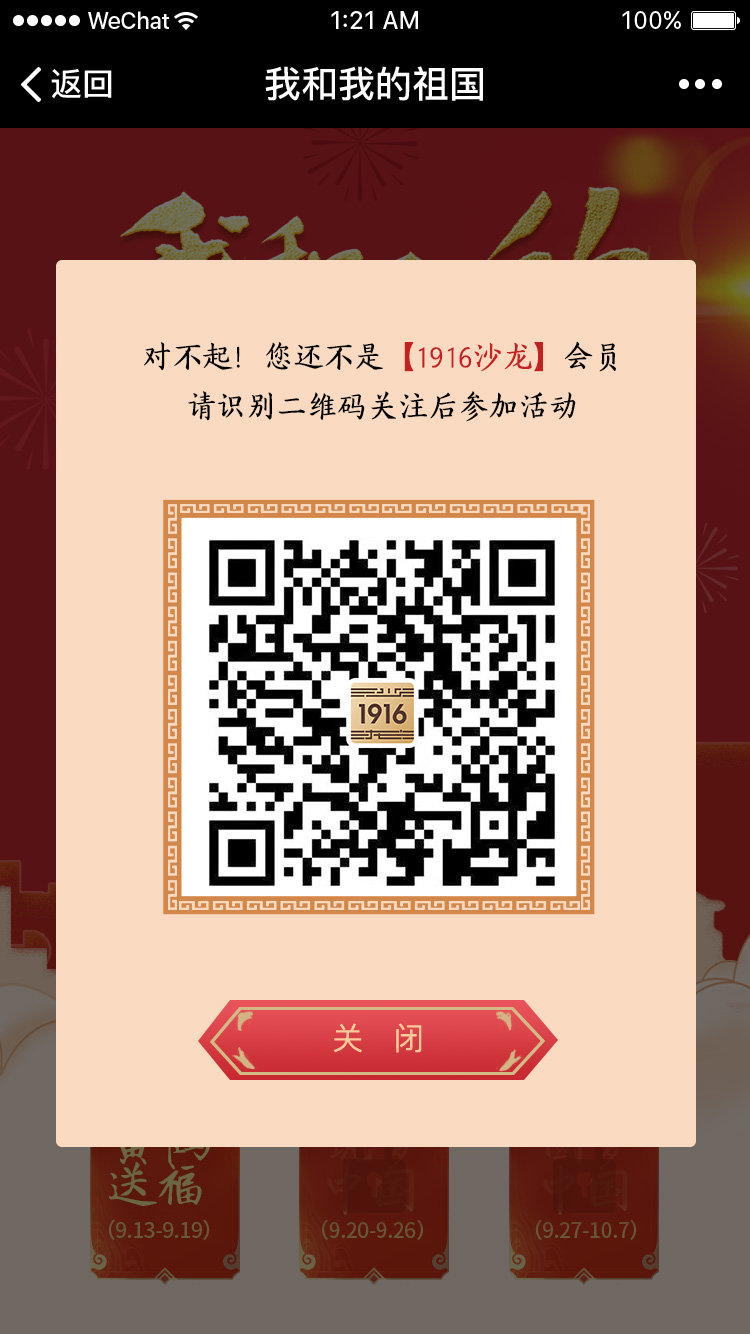 WeChat 1:21 AM 100%
返回 我和我的祖国
对不起！您还不是【1916沙龙】会员
请识别二维码关注后参加活动
1916
关 闭
送福
中国
(9.13-9.19) (9.20-9.26) (9.27-10.7)